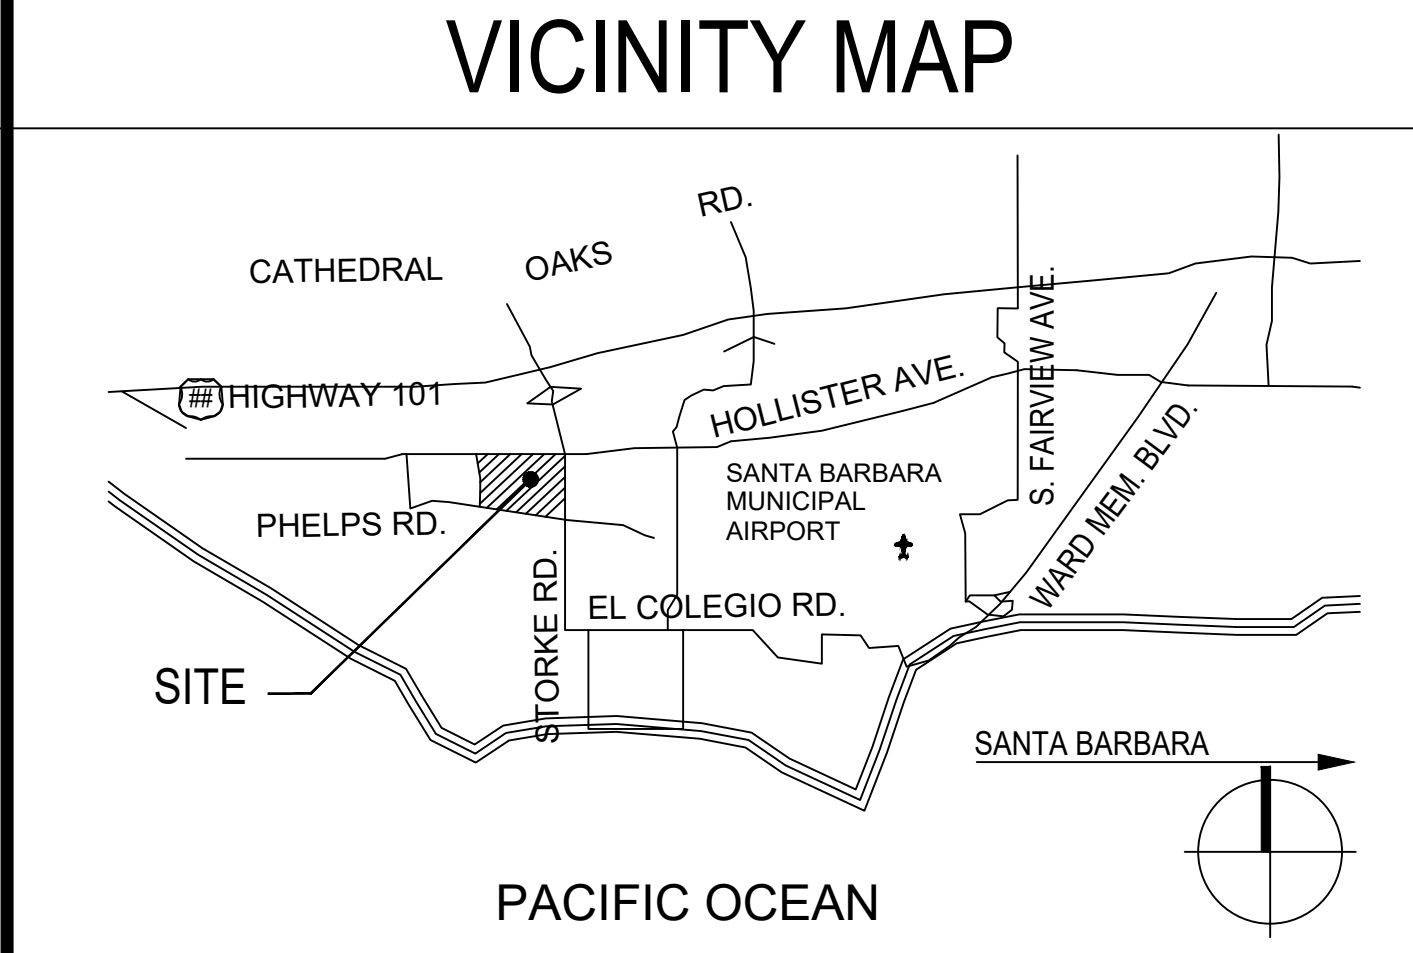 VICINITY MAP
RD.
CATHEDRAL
OAKS
S. FAIRVIEW AVE.
## HIGHWAY 101
HOLLISTER AVE.
SANTA BARBARA
MUNICIPAL
AIRPORT
PHELPS RD.
WARD MEM. BLVD.
STORKE RD.
EL COLEGIO RD.
SITE
SANTA BARBARA
PACIFIC OCEAN